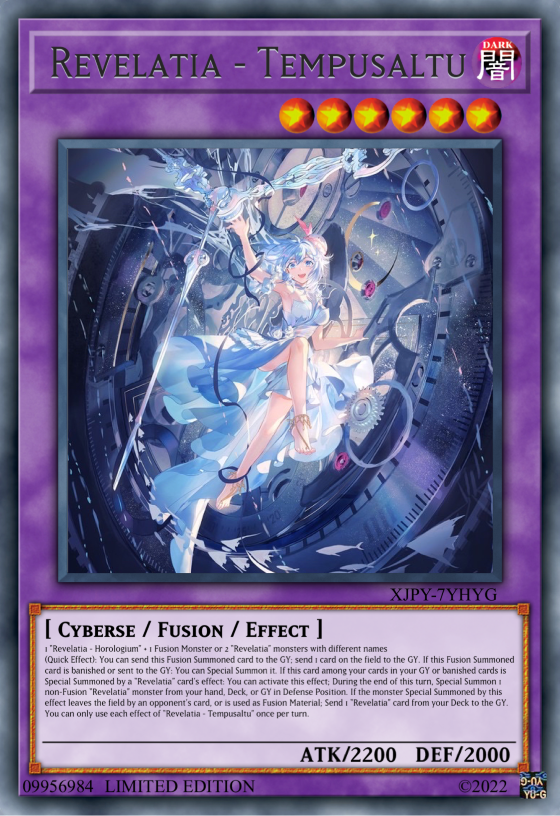 REVELATIA - TEMPUSALTU
DARK
闇
XJPY-7YHYG
[ CYBERSE / FUSION / EFFECT ]
1 "Revelatia - Horologium" + 1 Fusion Monster or 2 "Revelatia" monsters with different names
(Quick Effect): You can send this Fusion Summoned card to the GY; send 1 card on the field to the GY. If this Fusion Summoned
card is banished or sent to the GY: You can Special Summon it. If this card among your cards in your GY or banished cards is
Special Summoned by a "Revelatia" card's effect: You can activate this effect; During the end of this turn, Special Summon 1
non-Fusion "Revelatia" monster from your hand, Deck, or GY in Defense Position. If the monster Special Summoned by this
effect leaves the field by an opponent's card, or is used as Fusion Material; Send 1 "Revelatia" card from your Deck to the GY.
You can only use each effect of "Revelatia - Tempusaltu" once per turn.
ATK/2200 DEF/2000
09956984 LIMITED EDITION ©2022
YU-G